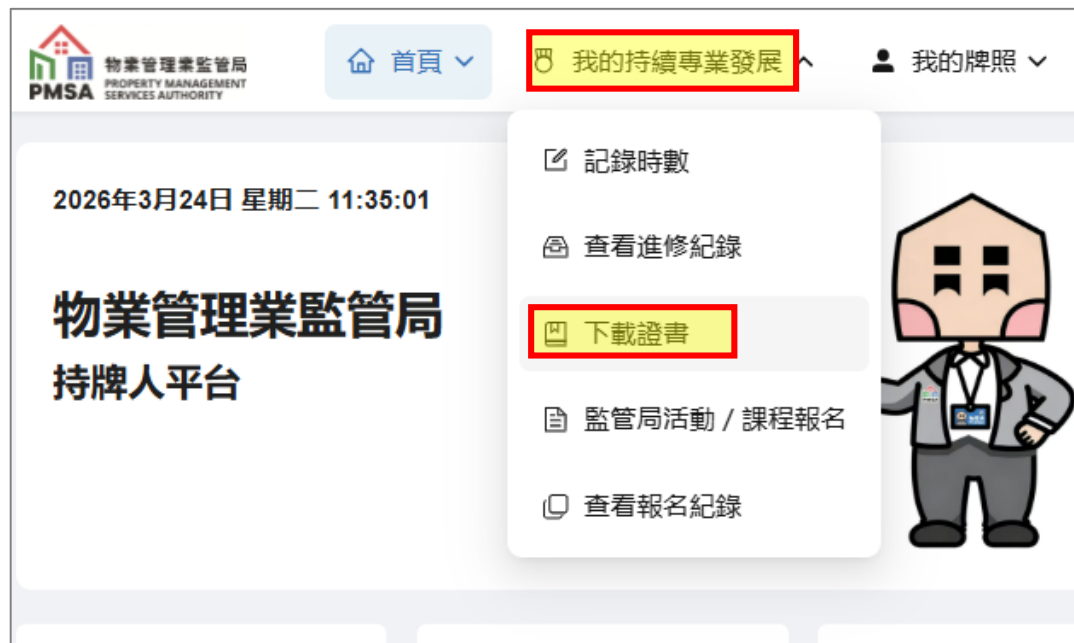 物業管理業監管局
PROPERTY MANAGEMENT
SERVICES AUTHORITY
PMSA
首頁
我的持續專業發展
我的牌照
記錄時數
2026年3月24日 星期二 11:35:01
查看進修紀錄
物業管理業監管局
下載證書
持牌人平台
監管局活動 / 課程報名
查看報名紀錄